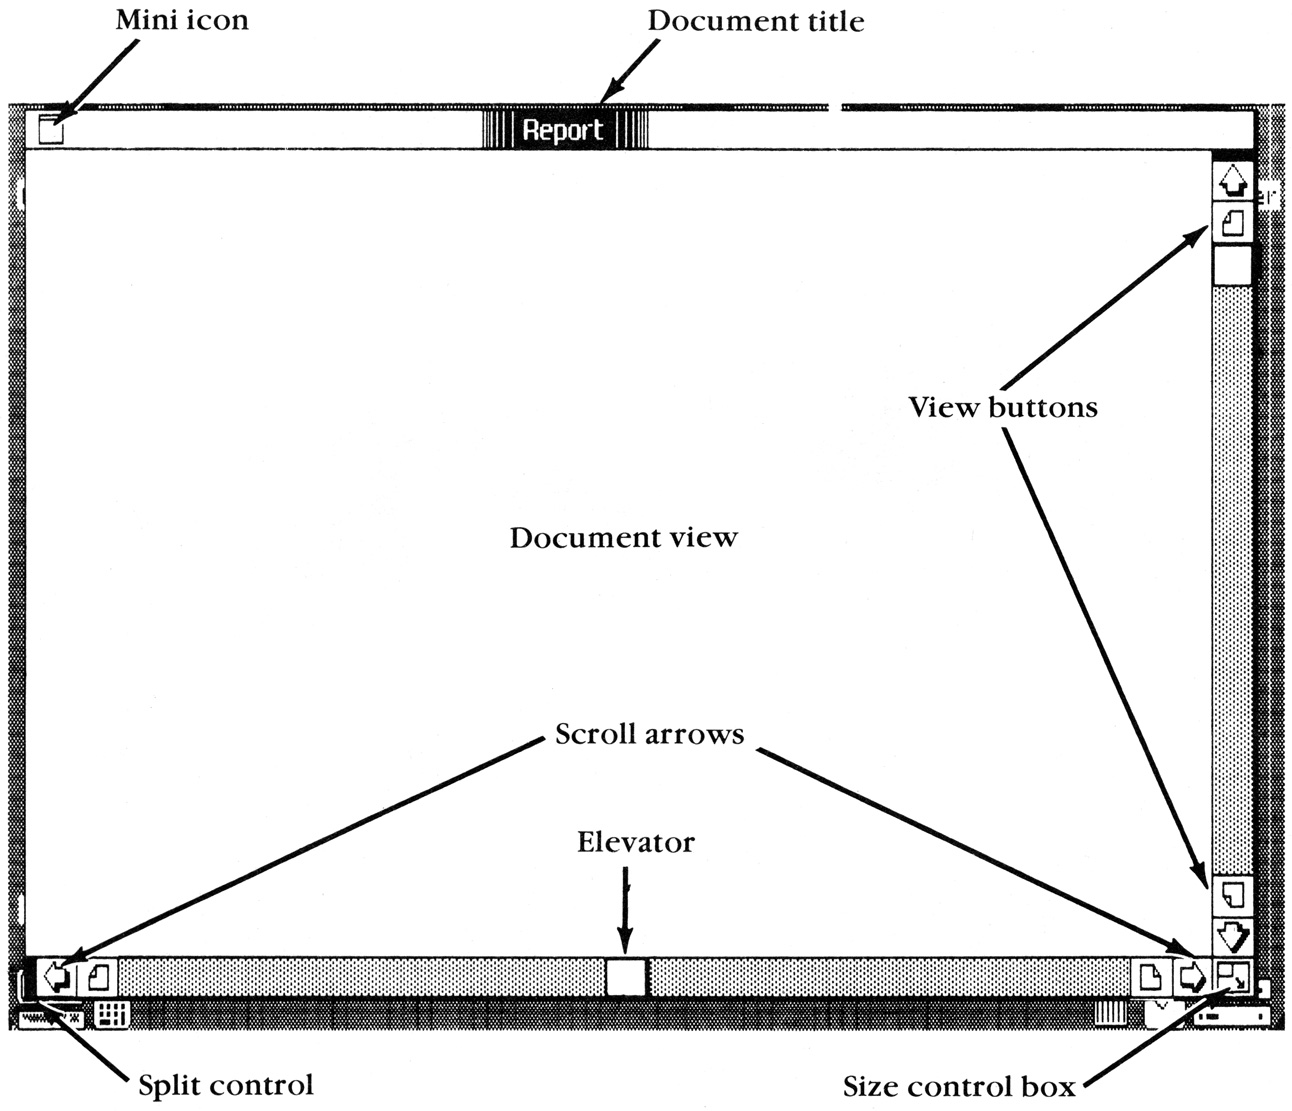 Mini icon
Document title
Report
View buttons
Document view
Scroll arrows
Elevator
Split control
Size control box